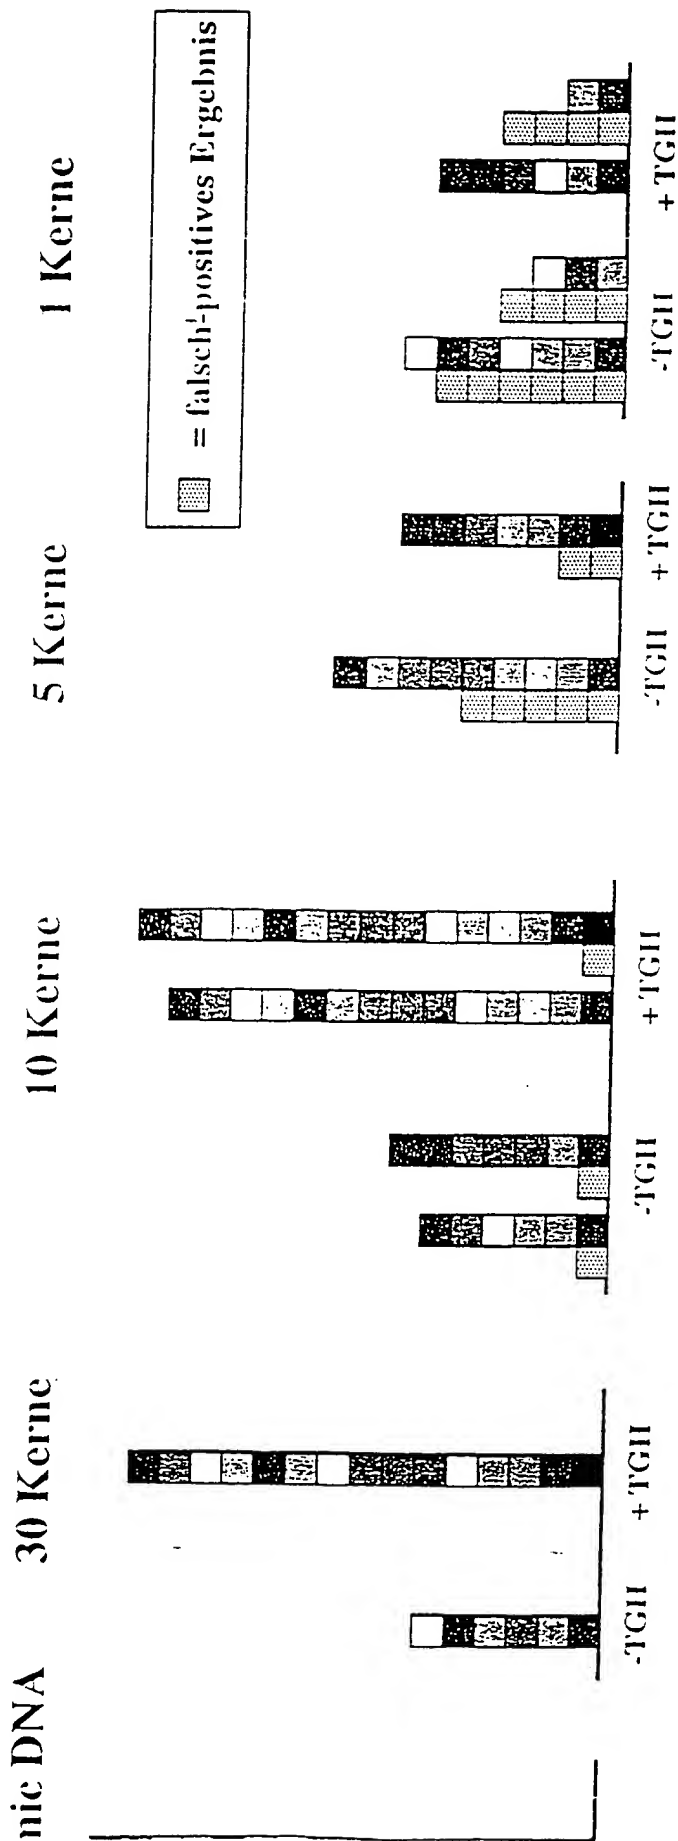 nic DNA
30 Kerne
10 Kerne
5 Kerne
1 Kerne
= falsch-positives Ergebnis
-TGH
+ TGH
-TGH
+ TGH
-TGH
+ TGH
-TGH
+ TGH